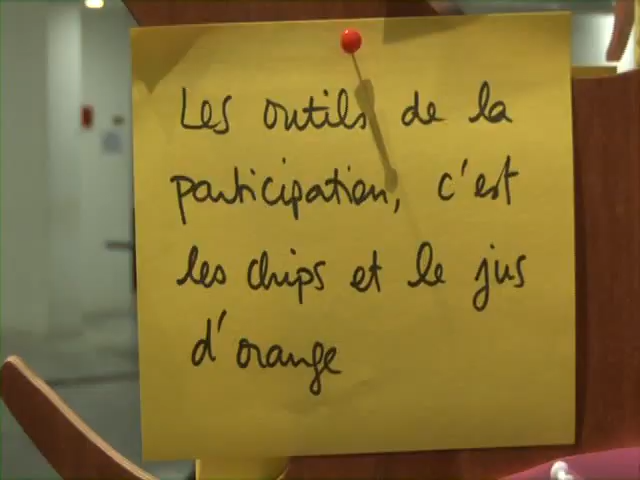 Les outils de la
participation, c'est
les chips et le jus
d'orange